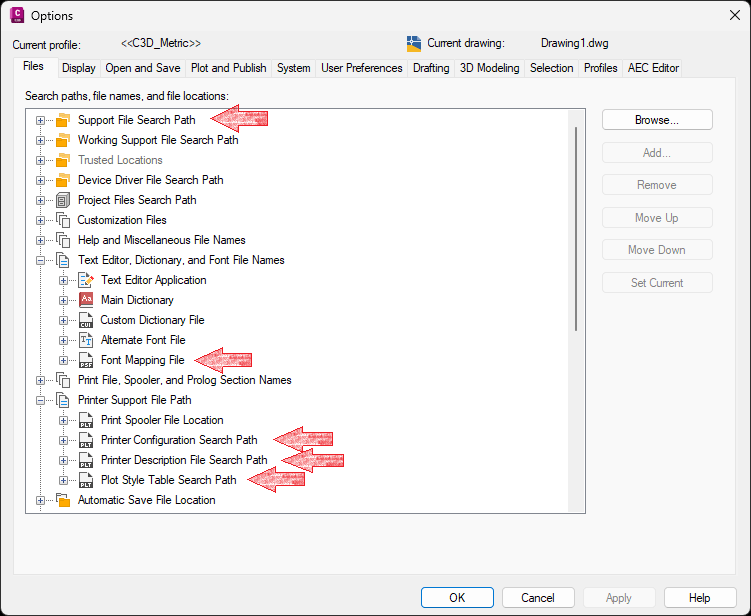 Options
Current profile: <<C3D_Metric>> Current drawing: Drawing1.dwg
Files Display Open and Save Plot and Publish System User Preferences Drafting 3D Modeling Selection Profiles AEC Editor
Search paths, file names, and file locations:
Support File Search Path
Working Support File Search Path
Trusted Locations
Device Driver File Search Path
Project Files Search Path
Customization Files
Help and Miscellaneous File Names
Text Editor, Dictionary, and Font File Names
Text Editor Application
Main Dictionary
Custom Dictionary File
Alternate Font File
Font Mapping File
Print File, Spooler, and Prolog Section Names
Printer Support File Path
Print Spooler File Location
Printer Configuration Search Path
Printer Description File Search Path
Plot Style Table Search Path
Automatic Save File Location
Browse...
Add...
Remove
Move Up
Move Down
Set Current
OK Cancel Apply Help